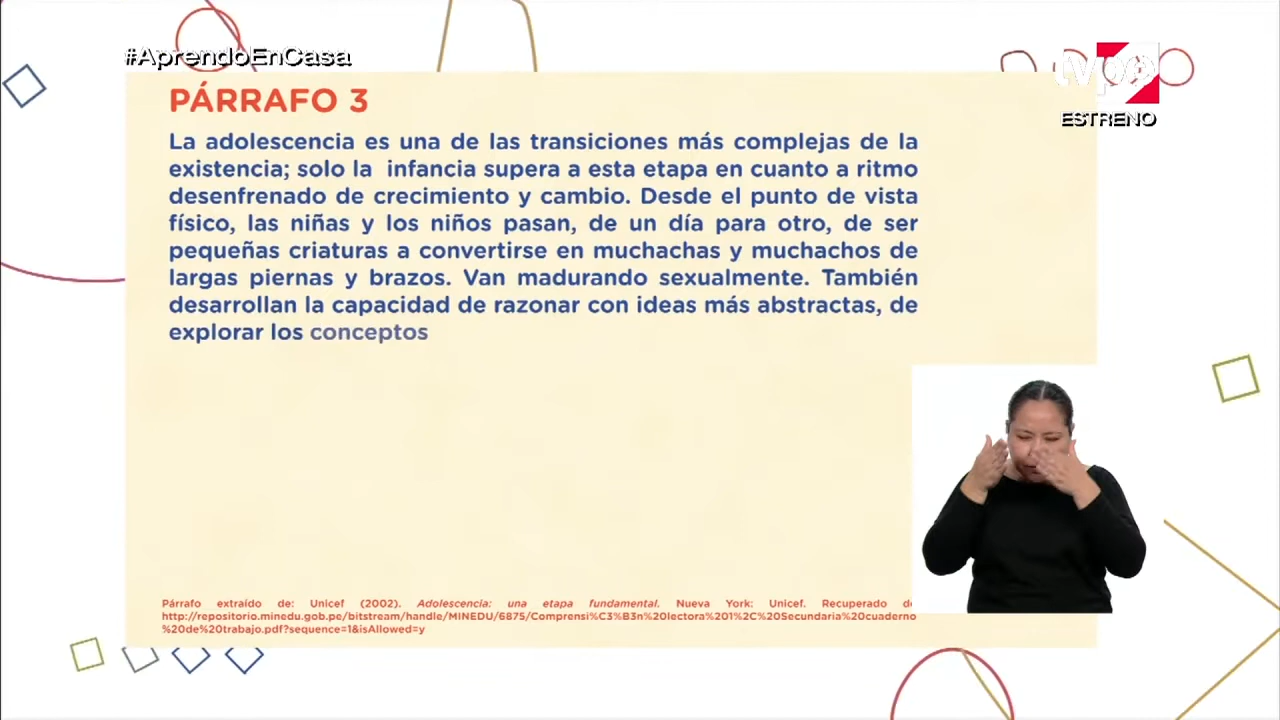 #AprendoEnCasa
tvperú
ESTRENO
PÁRRAFO 3
La adolescencia es una de las transiciones más complejas de la
existencia; solo la infancia supera a esta etapa en cuanto a ritmo
desenfrenado de crecimiento y cambio. Desde el punto de vista
físico, las niñas y los niños pasan, de un día para otro, de ser
pequeñas criaturas a convertirse en muchachas y muchachos de
largas piernas y brazos. Van madurando sexualmente. También
desarrollan la capacidad de razonar con ideas más abstractas, de
explorar los conceptos
Párrafo extraído de: Unicef (2002). Adolescencia: una etapa fundamental. Nueva York: Unicef. Recuperado de
http://repositorio.minedu.gob.pe/bitstream/handle/MINEDU/6875/Comprensi%C3%B3n%20lectora%201%2C%20Secundaria%20cuaderno
%20de%20trabajo.pdf?sequence=1&isAllowed=y